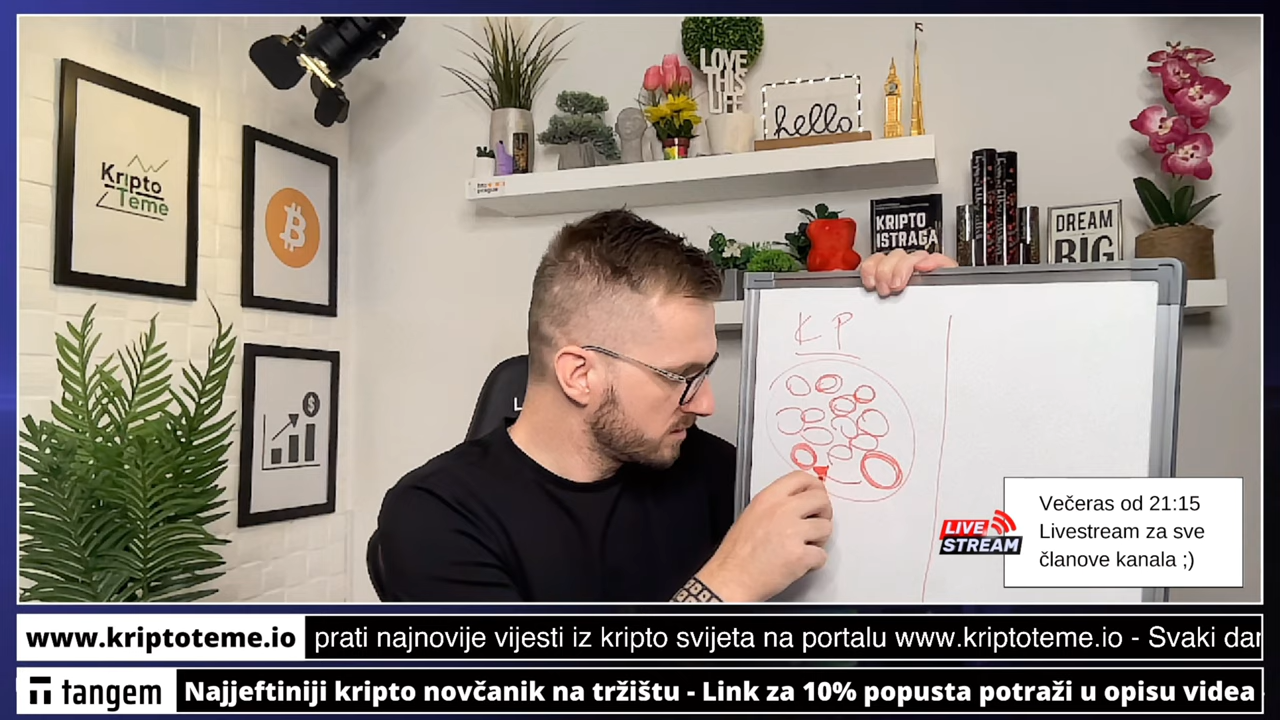 LOVE
THIS
LIFE
hello
Kripto
Teme
KRIPTO
ISTRAGA
DREAM
BIG
K P
Večeras od 21:15
Livestream za sve
članove kanala ;)
LIVE
STREAM
www.kriptoteme.io prati najnovije vijesti iz kripto svijeta na portalu www.kriptoteme.io - Svaki dan
tangem Najjeftiniji kripto novčanik na tržištu - Link za 10% popusta potraži u opisu videa